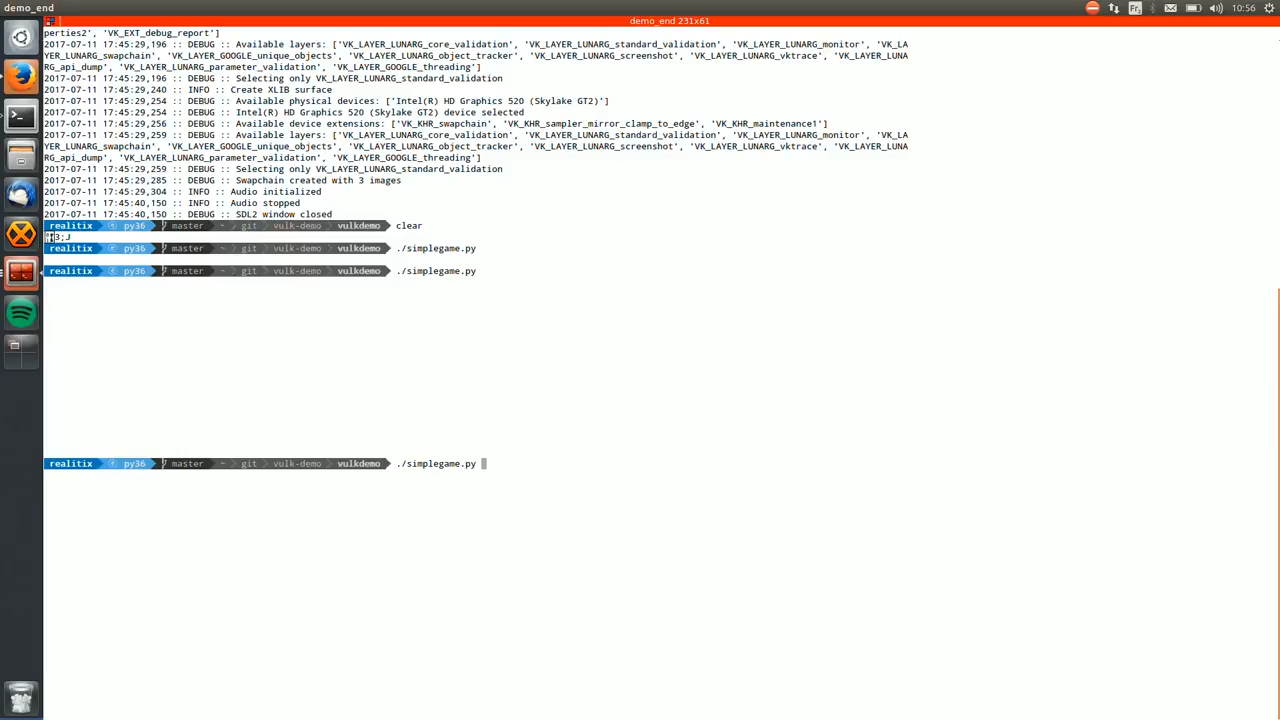 demo_end
Fr₂
10:56
demo_end 231x61
perties2', 'VK_EXT_debug_report']
2017-07-11 17:45:29,196 :: DEBUG :: Available layers: ['VK_LAYER_LUNARG_core_validation', 'VK_LAYER_LUNARG_standard_validation', 'VK_LAYER_LUNARG_monitor', 'VK_LA
YER_LUNARG_swapchain', 'VK_LAYER_GOOGLE_unique_objects', 'VK_LAYER_LUNARG_object_tracker', 'VK_LAYER_LUNARG_screenshot', 'VK_LAYER_LUNARG_vktrace', 'VK_LAYER_LUNA
RG_api_dump', 'VK_LAYER_LUNARG_parameter_validation', 'VK_LAYER_GOOGLE_threading']
2017-07-11 17:45:29,196 :: DEBUG :: Selecting only VK_LAYER_LUNARG_standard_validation
2017-07-11 17:45:29,240 :: INFO :: Create XLIB surface
2017-07-11 17:45:29,254 :: DEBUG :: Available physical devices: ['Intel(R) HD Graphics 520 (Skylake GT2)']
2017-07-11 17:45:29,254 :: DEBUG :: Intel(R) HD Graphics 520 (Skylake GT2) device selected
2017-07-11 17:45:29,256 :: DEBUG :: Available device extensions: ['VK_KHR_swapchain', 'VK_KHR_sampler_mirror_clamp_to_edge', 'VK_KHR_maintenance1']
2017-07-11 17:45:29,259 :: DEBUG :: Available layers: ['VK_LAYER_LUNARG_core_validation', 'VK_LAYER_LUNARG_standard_validation', 'VK_LAYER_LUNARG_monitor', 'VK_LA
YER_LUNARG_swapchain', 'VK_LAYER_GOOGLE_unique_objects', 'VK_LAYER_LUNARG_object_tracker', 'VK_LAYER_LUNARG_screenshot', 'VK_LAYER_LUNARG_vktrace', 'VK_LAYER_LUNA
RG_api_dump', 'VK_LAYER_LUNARG_parameter_validation', 'VK_LAYER_GOOGLE_threading']
2017-07-11 17:45:29,259 :: DEBUG :: Selecting only VK_LAYER_LUNARG_standard_validation
2017-07-11 17:45:29,285 :: DEBUG :: Swapchain created with 3 images
2017-07-11 17:45:29,304 :: INFO :: Audio initialized
2017-07-11 17:45:40,150 :: INFO :: Audio stopped
2017-07-11 17:45:40,150 :: DEBUG :: SDL2 window closed
realitix ⓔ py36 master ~ git vulk-demo vulkdemo clear
3;J
realitix ⓔ py36 master ~ git vulk-demo vulkdemo ./simplegame.py
realitix ⓔ py36 master ~ git vulk-demo vulkdemo ./simplegame.py
realitix ⓔ py36 master ~ git vulk-demo vulkdemo ./simplegame.py